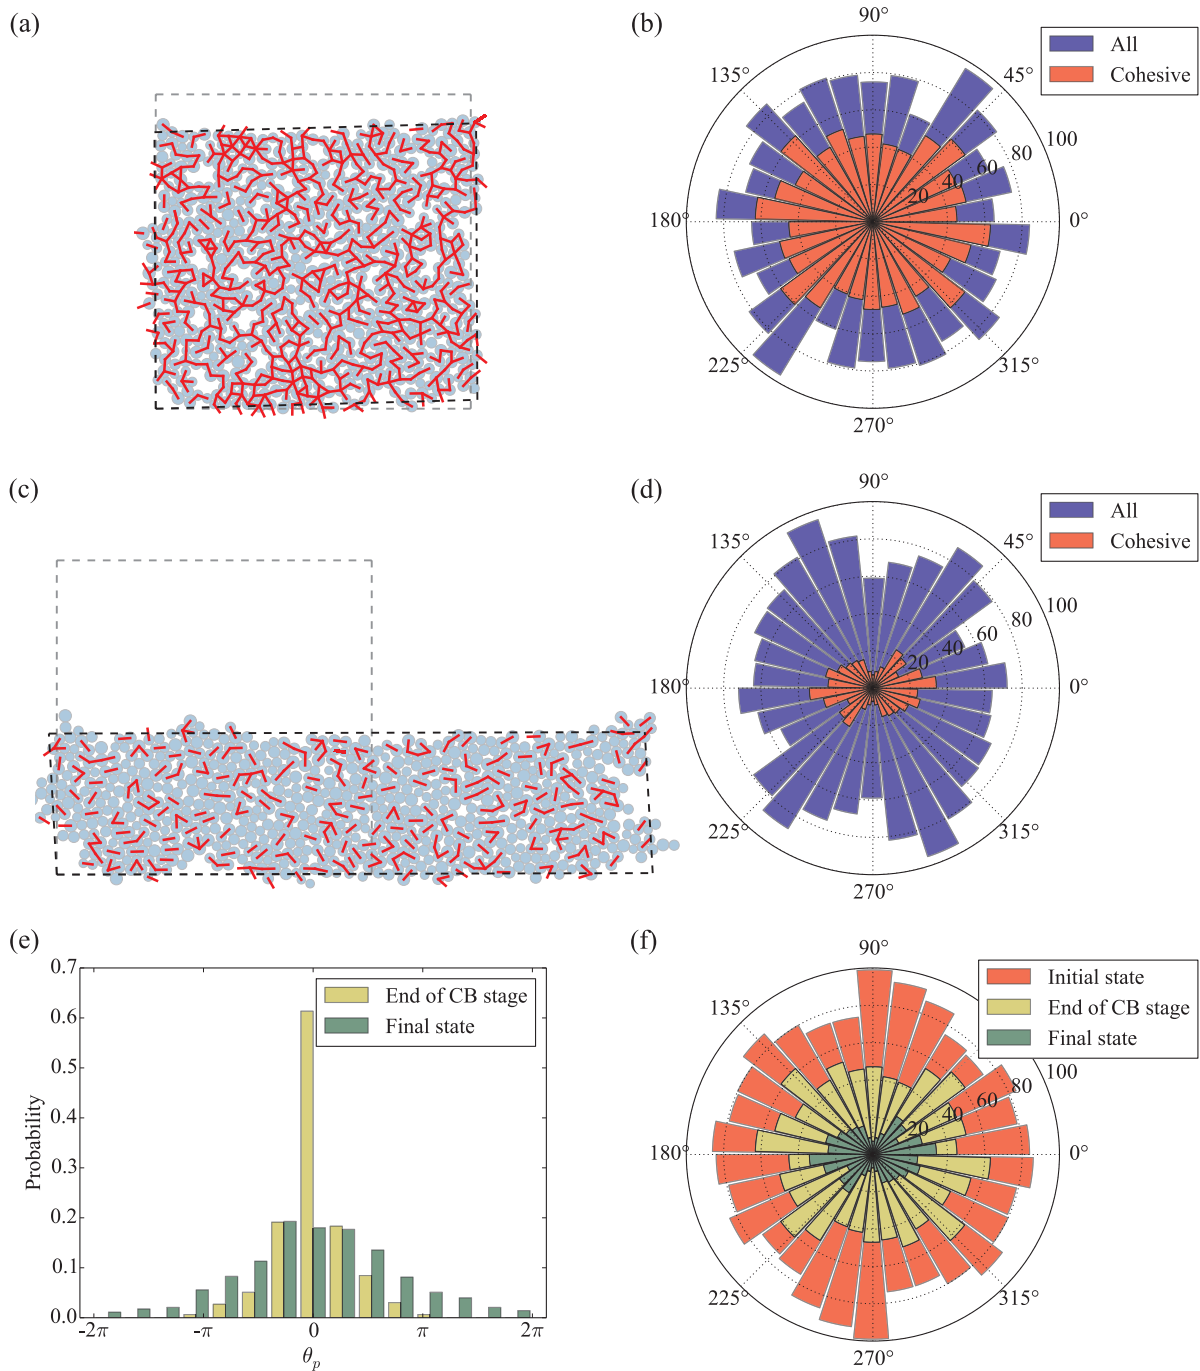 (a)
(b)
90°
135°
45°
180°
0°
225°
315°
270°
20
40
60
80
100
All
Cohesive
(c)
(d)
90°
135°
45°
180°
0°
225°
315°
270°
20
40
60
80
100
All
Cohesive
(e)
0.7
0.6
0.5
0.4
0.3
0.2
0.1
0.0
Probability
-2π
-π
0
π
2π
θp
End of CB stage
Final state
(f)
90°
135°
180°
0°
225°
315°
270°
20
40
60
80
100
Initial state
End of CB stage
Final state